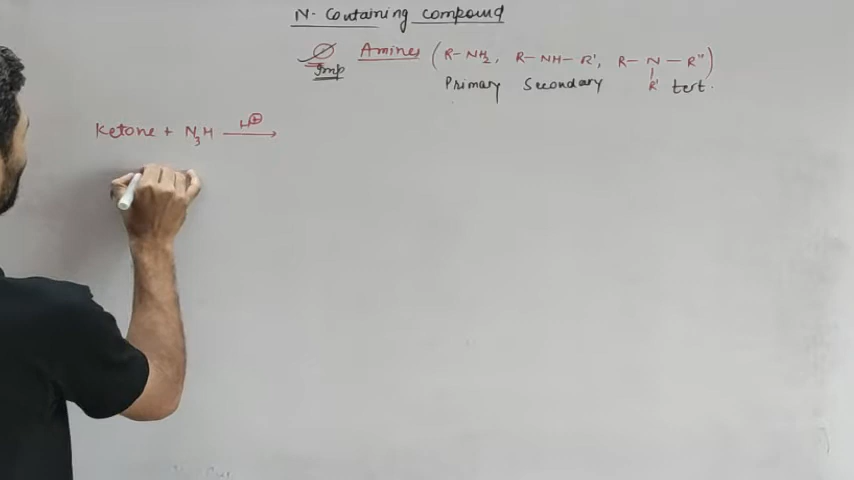 N-Containing compound
Imp Amines (R-NH2, R-NH-R', R-N-R'')
R'
Primary Secondary tert.
Ketone + N3H H⊕ →